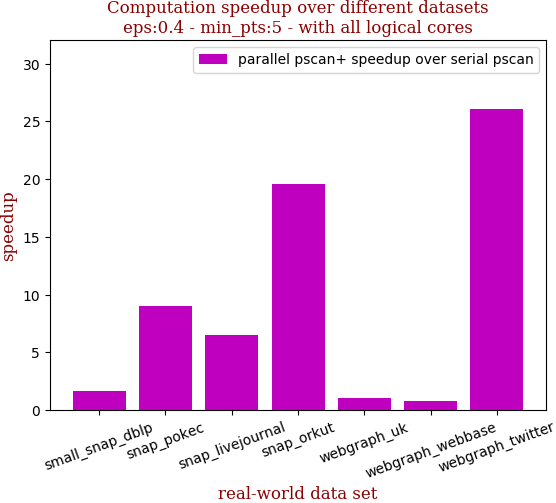 Computation speedup over different datasets
eps:0.4 - min_pts:5 - with all logical cores
parallel pscan+ speedup over serial pscan
speedup
30
25
20
15
10
5
0
small_snap_dblp
snap_pokec
snap_livejournal
snap_orkut
webgraph_uk
webgraph_webbase
webgraph_twitter
real-world data set